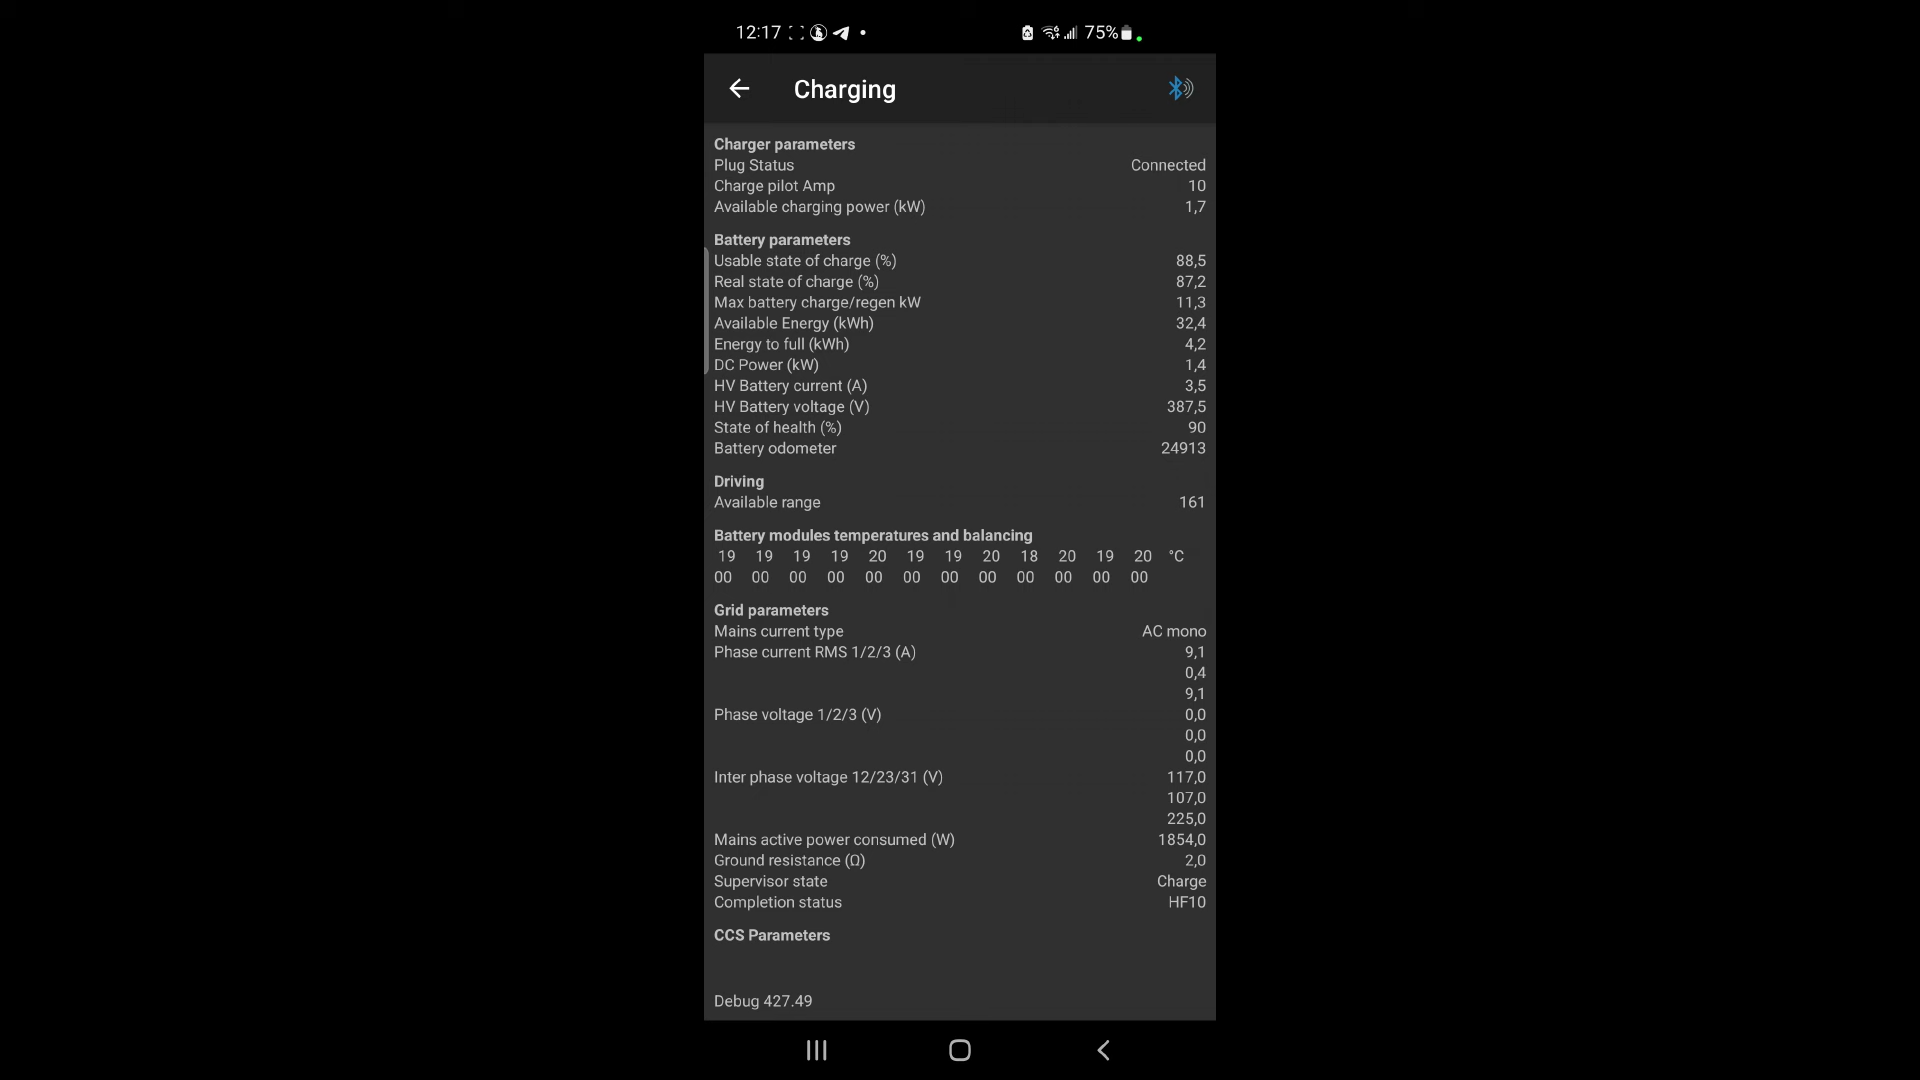 12:17 75%
Charging
Charger parameters
Plug Status Connected
Charge pilot Amp 10
Available charging power (kW) 1,7
Battery parameters
Usable state of charge (%) 88,5
Real state of charge (%) 87,2
Max battery charge/regen kW 11,3
Available Energy (kWh) 32,4
Energy to full (kWh) 4,2
DC Power (kW) 1,4
HV Battery current (A) 3,5
HV Battery voltage (V) 387,5
State of health (%) 90
Battery odometer 24913
Driving
Available range 161
Battery modules temperatures and balancing
19 19 19 19 20 19 19 20 18 20 19 20 °C
00 00 00 00 00 00 00 00 00 00 00 00
Grid parameters
Mains current type AC mono
Phase current RMS 1/2/3 (A) 9,1
0,4
9,1
Phase voltage 1/2/3 (V) 0,0
0,0
0,0
Inter phase voltage 12/23/31 (V) 117,0
107,0
225,0
Mains active power consumed (W) 1854,0
Ground resistance (Ω) 2,0
Supervisor state Charge
Completion status HF10
CCS Parameters
Debug 427.49